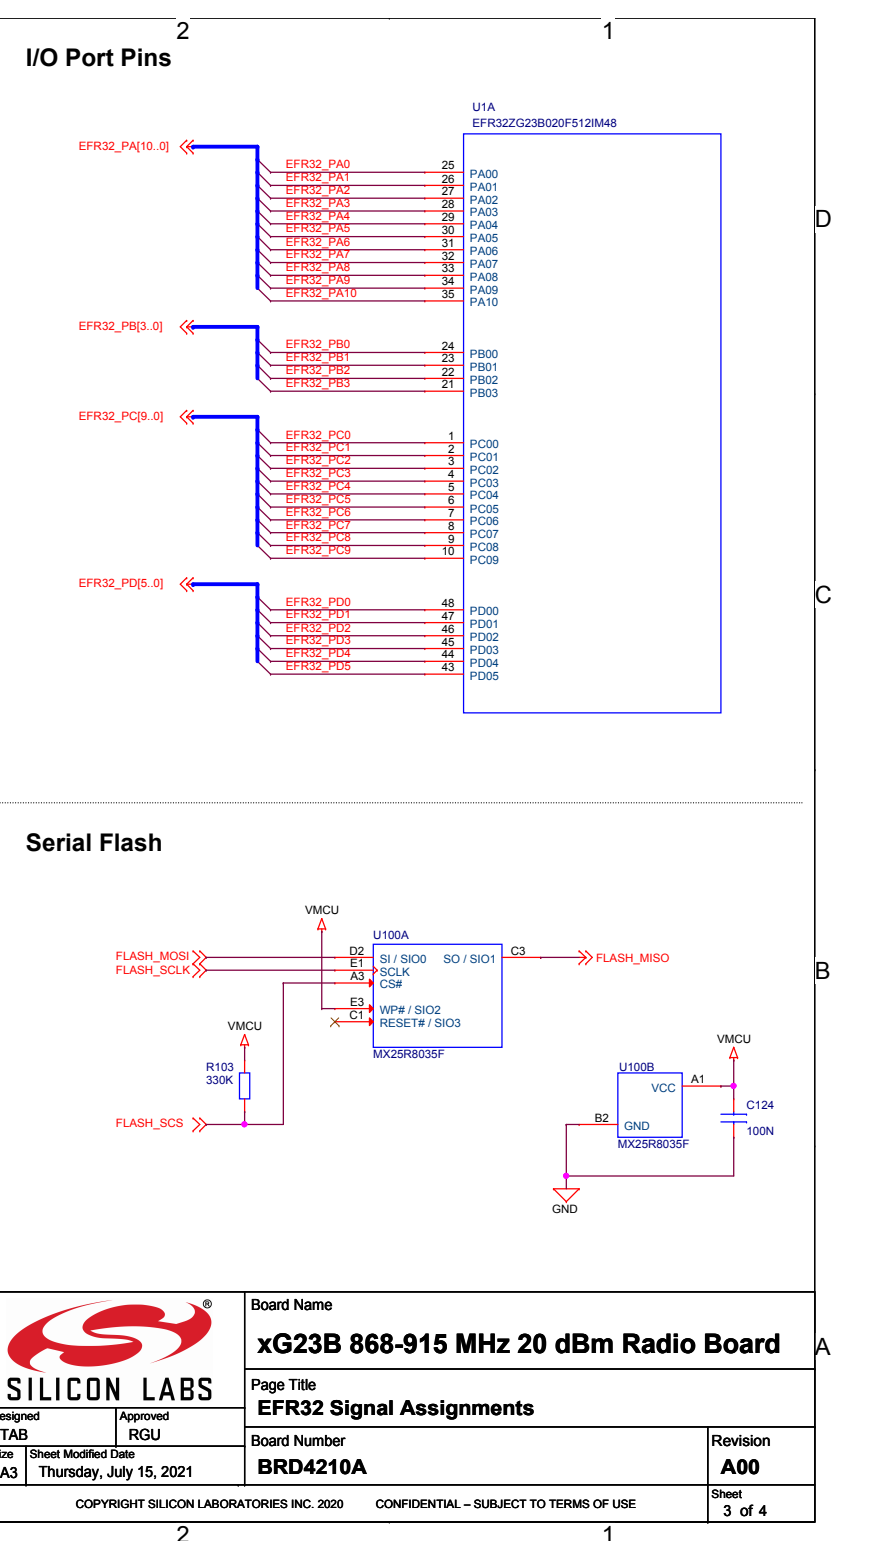 2 1
I/O Port Pins
U1A
EFR32ZG23B020F512IM48
EFR32_PA[10..0]
EFR32_PA0 25 PA00
EFR32_PA1 26 PA01
EFR32_PA2 27 PA02
EFR32_PA3 28 PA03
EFR32_PA4 29 PA04
EFR32_PA5 30 PA05
EFR32_PA6 31 PA06
EFR32_PA7 32 PA07
EFR32_PA8 33 PA08
EFR32_PA9 34 PA09
EFR32_PA10 35 PA10
D
EFR32_PB[3..0]
EFR32_PB0 24 PB00
EFR32_PB1 23 PB01
EFR32_PB2 22 PB02
EFR32_PB3 21 PB03
EFR32_PC[9..0]
EFR32_PC0 1 PC00
EFR32_PC1 2 PC01
EFR32_PC2 3 PC02
EFR32_PC3 4 PC03
EFR32_PC4 5 PC04
EFR32_PC5 6 PC05
EFR32_PC6 7 PC06
EFR32_PC7 8 PC07
EFR32_PC8 9 PC08
EFR32_PC9 10 PC09
EFR32_PD[5..0]
C
EFR32_PD0 48 PD00
EFR32_PD1 47 PD01
EFR32_PD2 46 PD02
EFR32_PD3 45 PD03
EFR32_PD4 44 PD04
EFR32_PD5 43 PD05
Serial Flash
VMCU
U100A
FLASH_MOSI D2 SI / SIO0 SO / SIO1 C3 FLASH_MISO
FLASH_SCLK E1 SCLK
A3 CS#
B
E3 WP# / SIO2
C1 RESET# / SIO3
MX25R8035F
VMCU
R103
330K
FLASH_SCS
VMCU
U100B
VCC A1
C124
B2 GND
100N
MX25R8035F
GND
®
SILICON LABS
Board Name
xG23B 868-915 MHz 20 dBm Radio Board
A
Page Title
EFR32 Signal Assignments
esigned Approved
TAB RGU
Board Number Revision
BRD4210A A00
ize Sheet Modified Date
A3 Thursday, July 15, 2021
COPYRIGHT SILICON LABORATORIES INC. 2020 CONFIDENTIAL – SUBJECT TO TERMS OF USE
Sheet
3 of 4
2 1